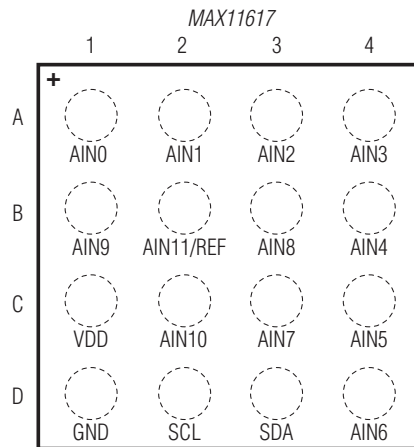 MAX11617
1 2 3 4
+
A
AIN0 AIN1 AIN2 AIN3
B
AIN9 AIN11/REF AIN8 AIN4
C
VDD AIN10 AIN7 AIN5
D
GND SCL SDA AIN6